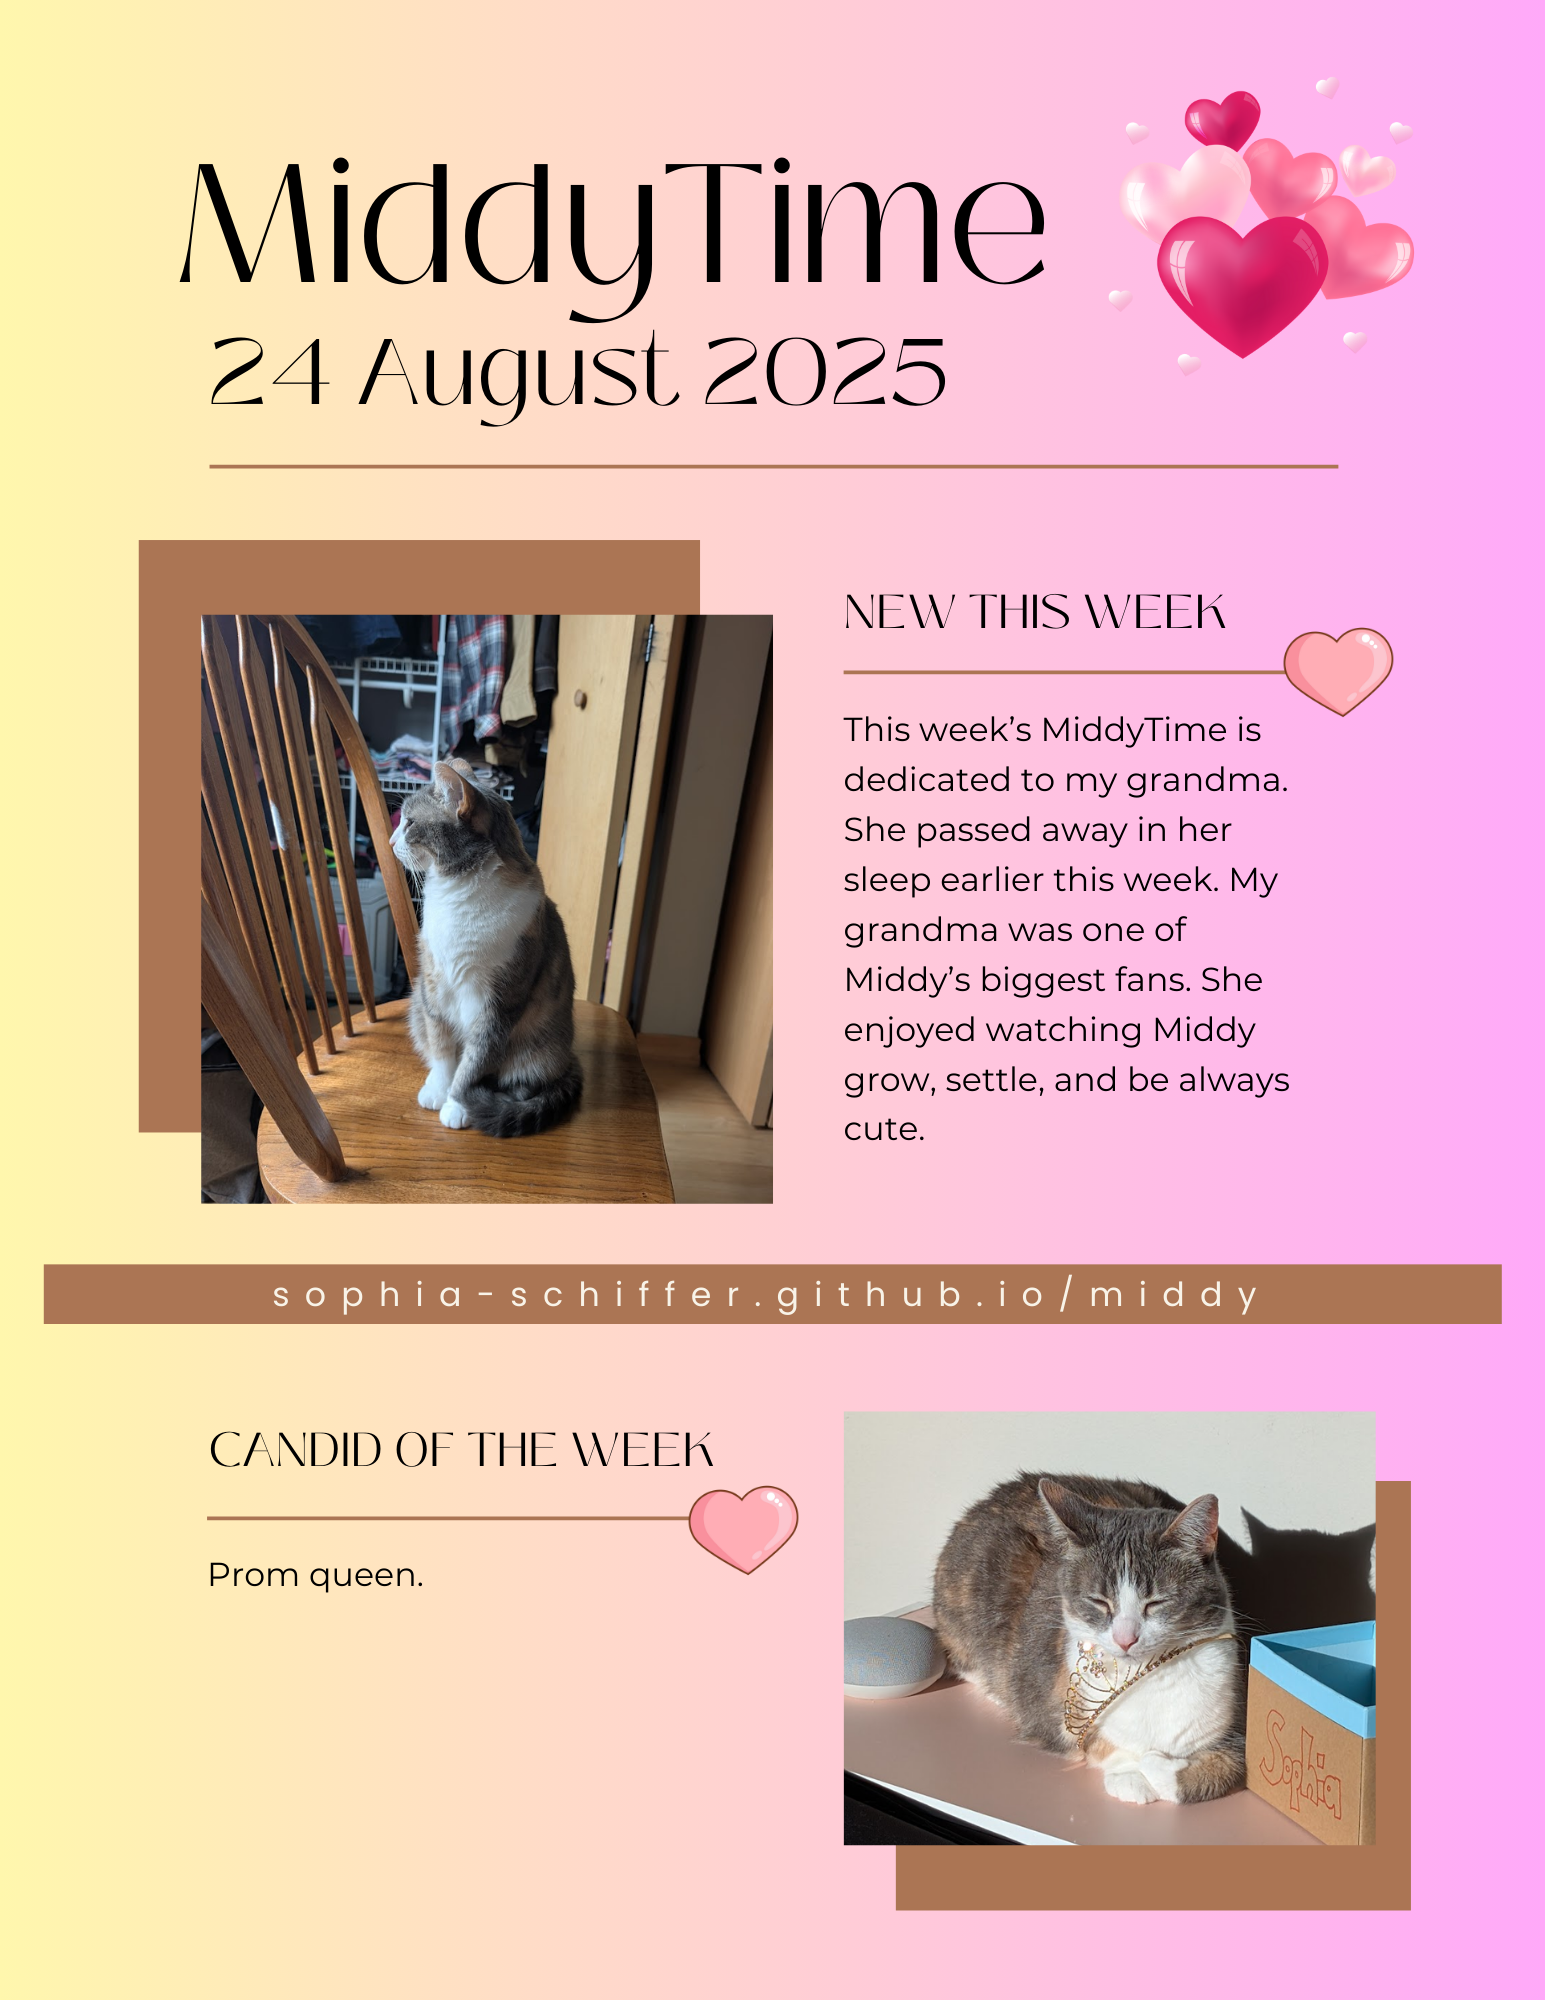 MiddyTime
24 August 2025
NEW THIS WEEK
This week’s MiddyTime is
dedicated to my grandma.
She passed away in her
sleep earlier this week. My
grandma was one of
Middy’s biggest fans. She
enjoyed watching Middy
grow, settle, and be always
cute.
sophia-schiffer.github.io/middy
CANDID OF THE WEEK
Prom queen.
Sophia